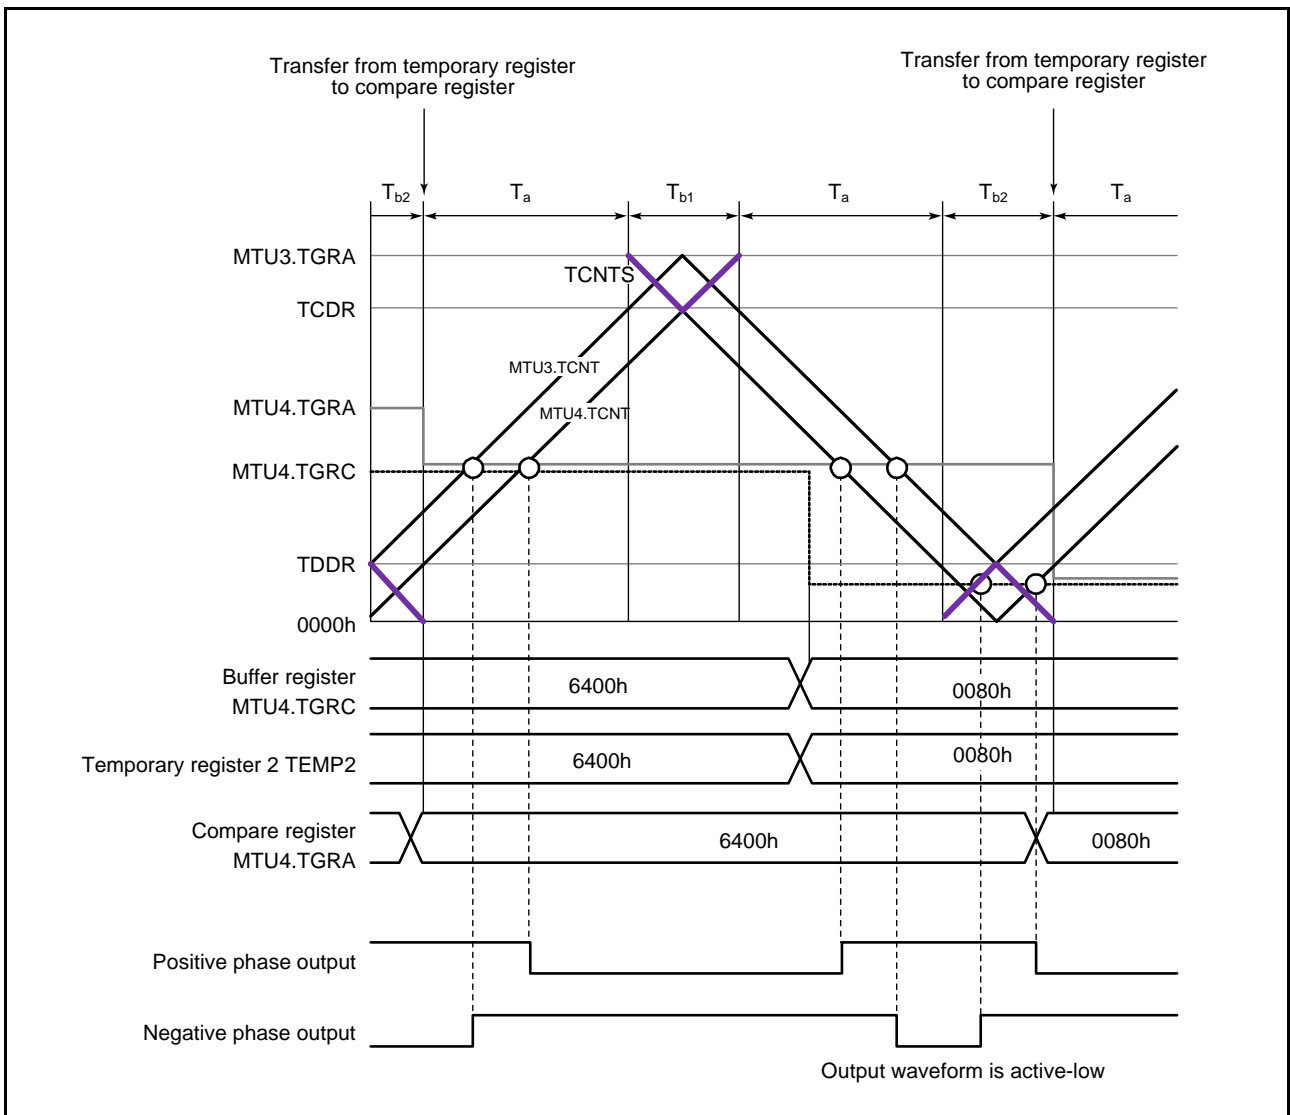 Transfer from temporary register
to compare register
Transfer from temporary register
to compare register
Tb2
Ta
Tb1
Ta
Tb2
Ta
MTU3.TGRA
TCNTS
TCDR
MTU3.TCNT
MTU4.TGRA
MTU4.TCNT
MTU4.TGRC
TDDR
0000h
Buffer register
MTU4.TGRC
6400h
0080h
Temporary register 2 TEMP2
6400h
0080h
Compare register
MTU4.TGRA
6400h
0080h
Positive phase output
Negative phase output
Output waveform is active-low